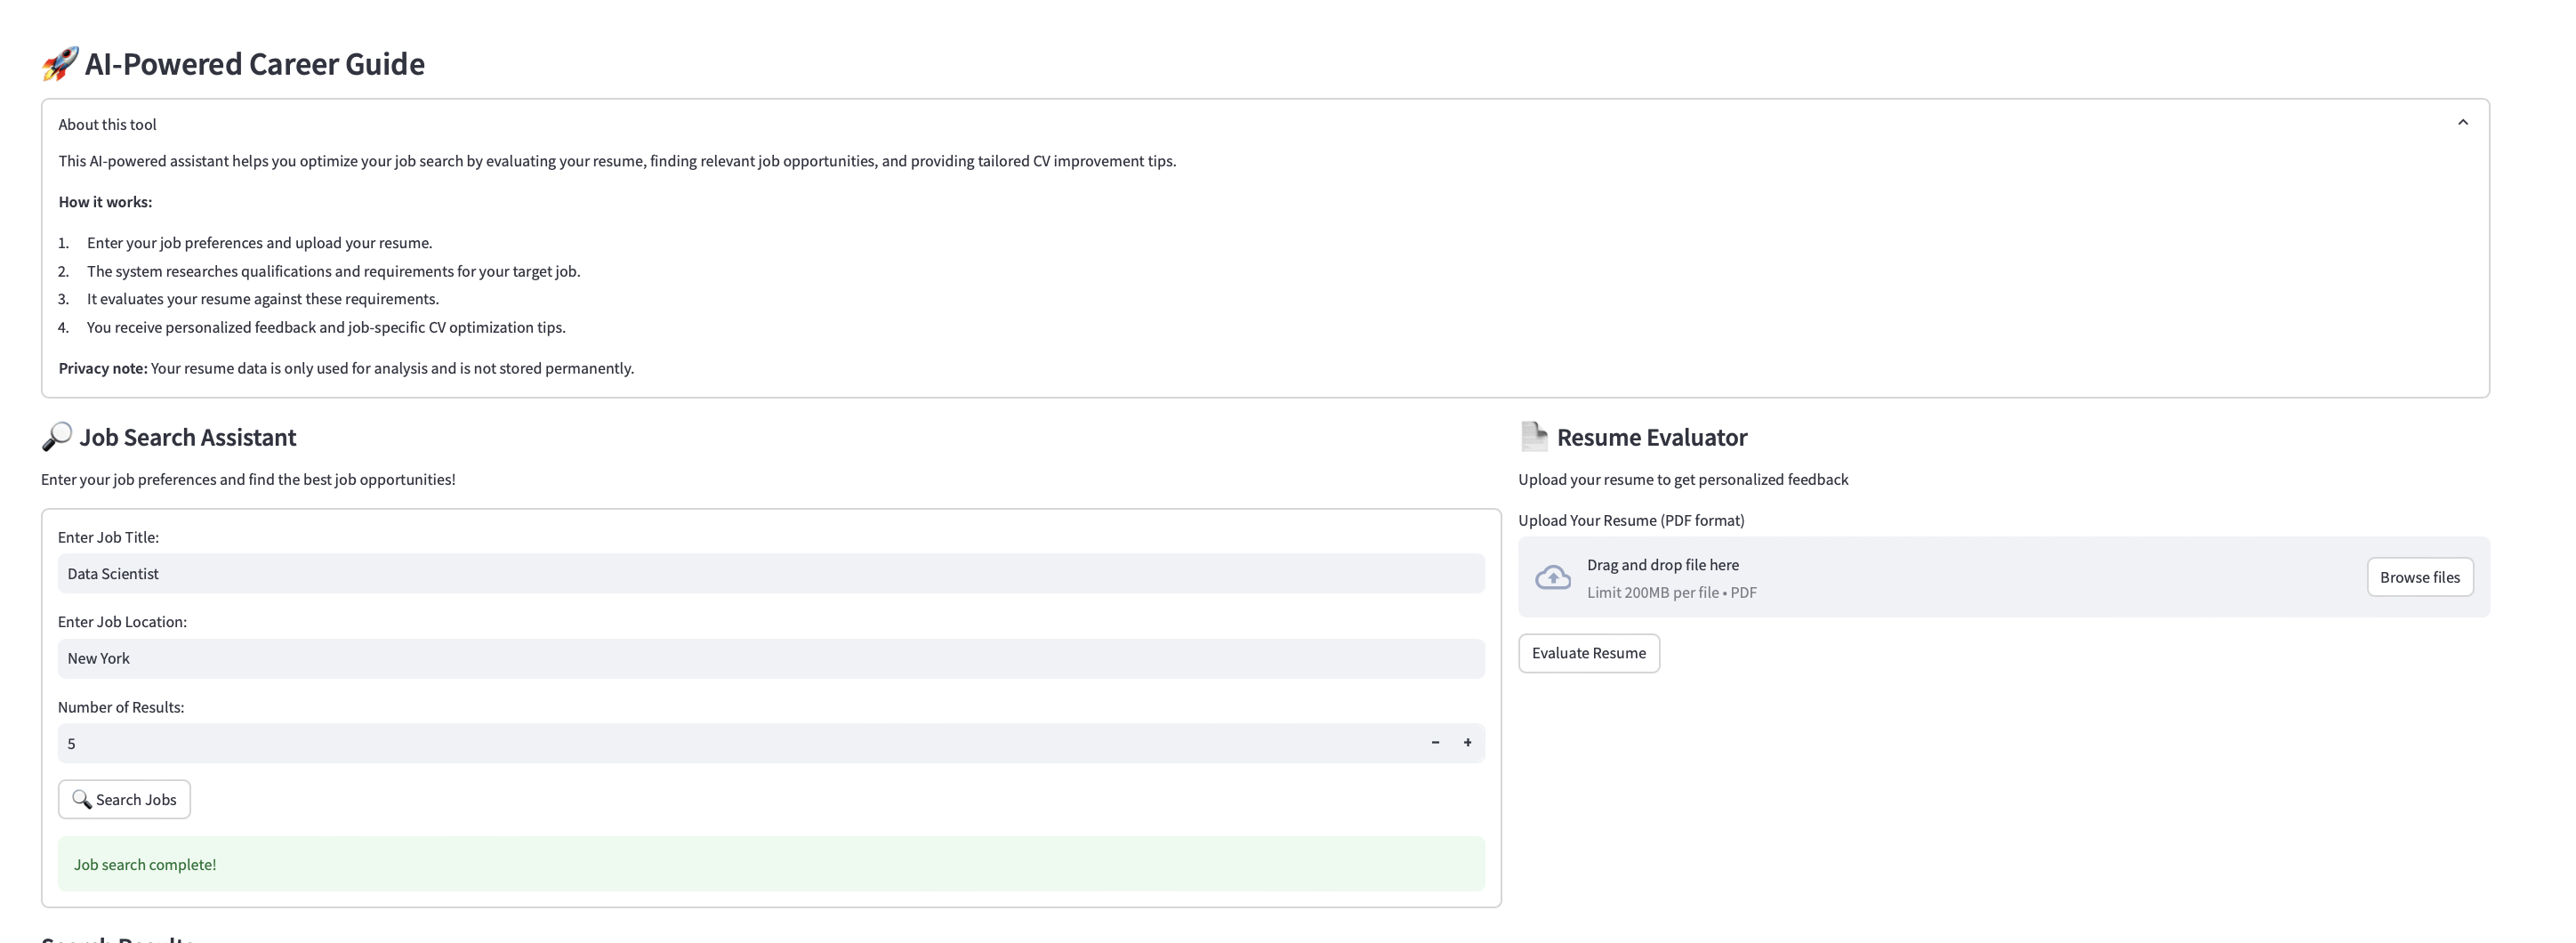 🚀 AI-Powered Career Guide
About this tool
This AI-powered assistant helps you optimize your job search by evaluating your resume, finding relevant job opportunities, and providing tailored CV improvement tips.
How it works:
1. Enter your job preferences and upload your resume.
2. The system researches qualifications and requirements for your target job.
3. It evaluates your resume against these requirements.
4. You receive personalized feedback and job-specific CV optimization tips.
Privacy note: Your resume data is only used for analysis and is not stored permanently.
🔎 Job Search Assistant
Enter your job preferences and find the best job opportunities!
Enter Job Title:
Data Scientist
Enter Job Location:
New York
Number of Results:
5
🔍 Search Jobs
Job search complete!
📄 Resume Evaluator
Upload your resume to get personalized feedback
Upload Your Resume (PDF format)
Drag and drop file here
Limit 200MB per file • PDF
Browse files
Evaluate Resume
Search Results